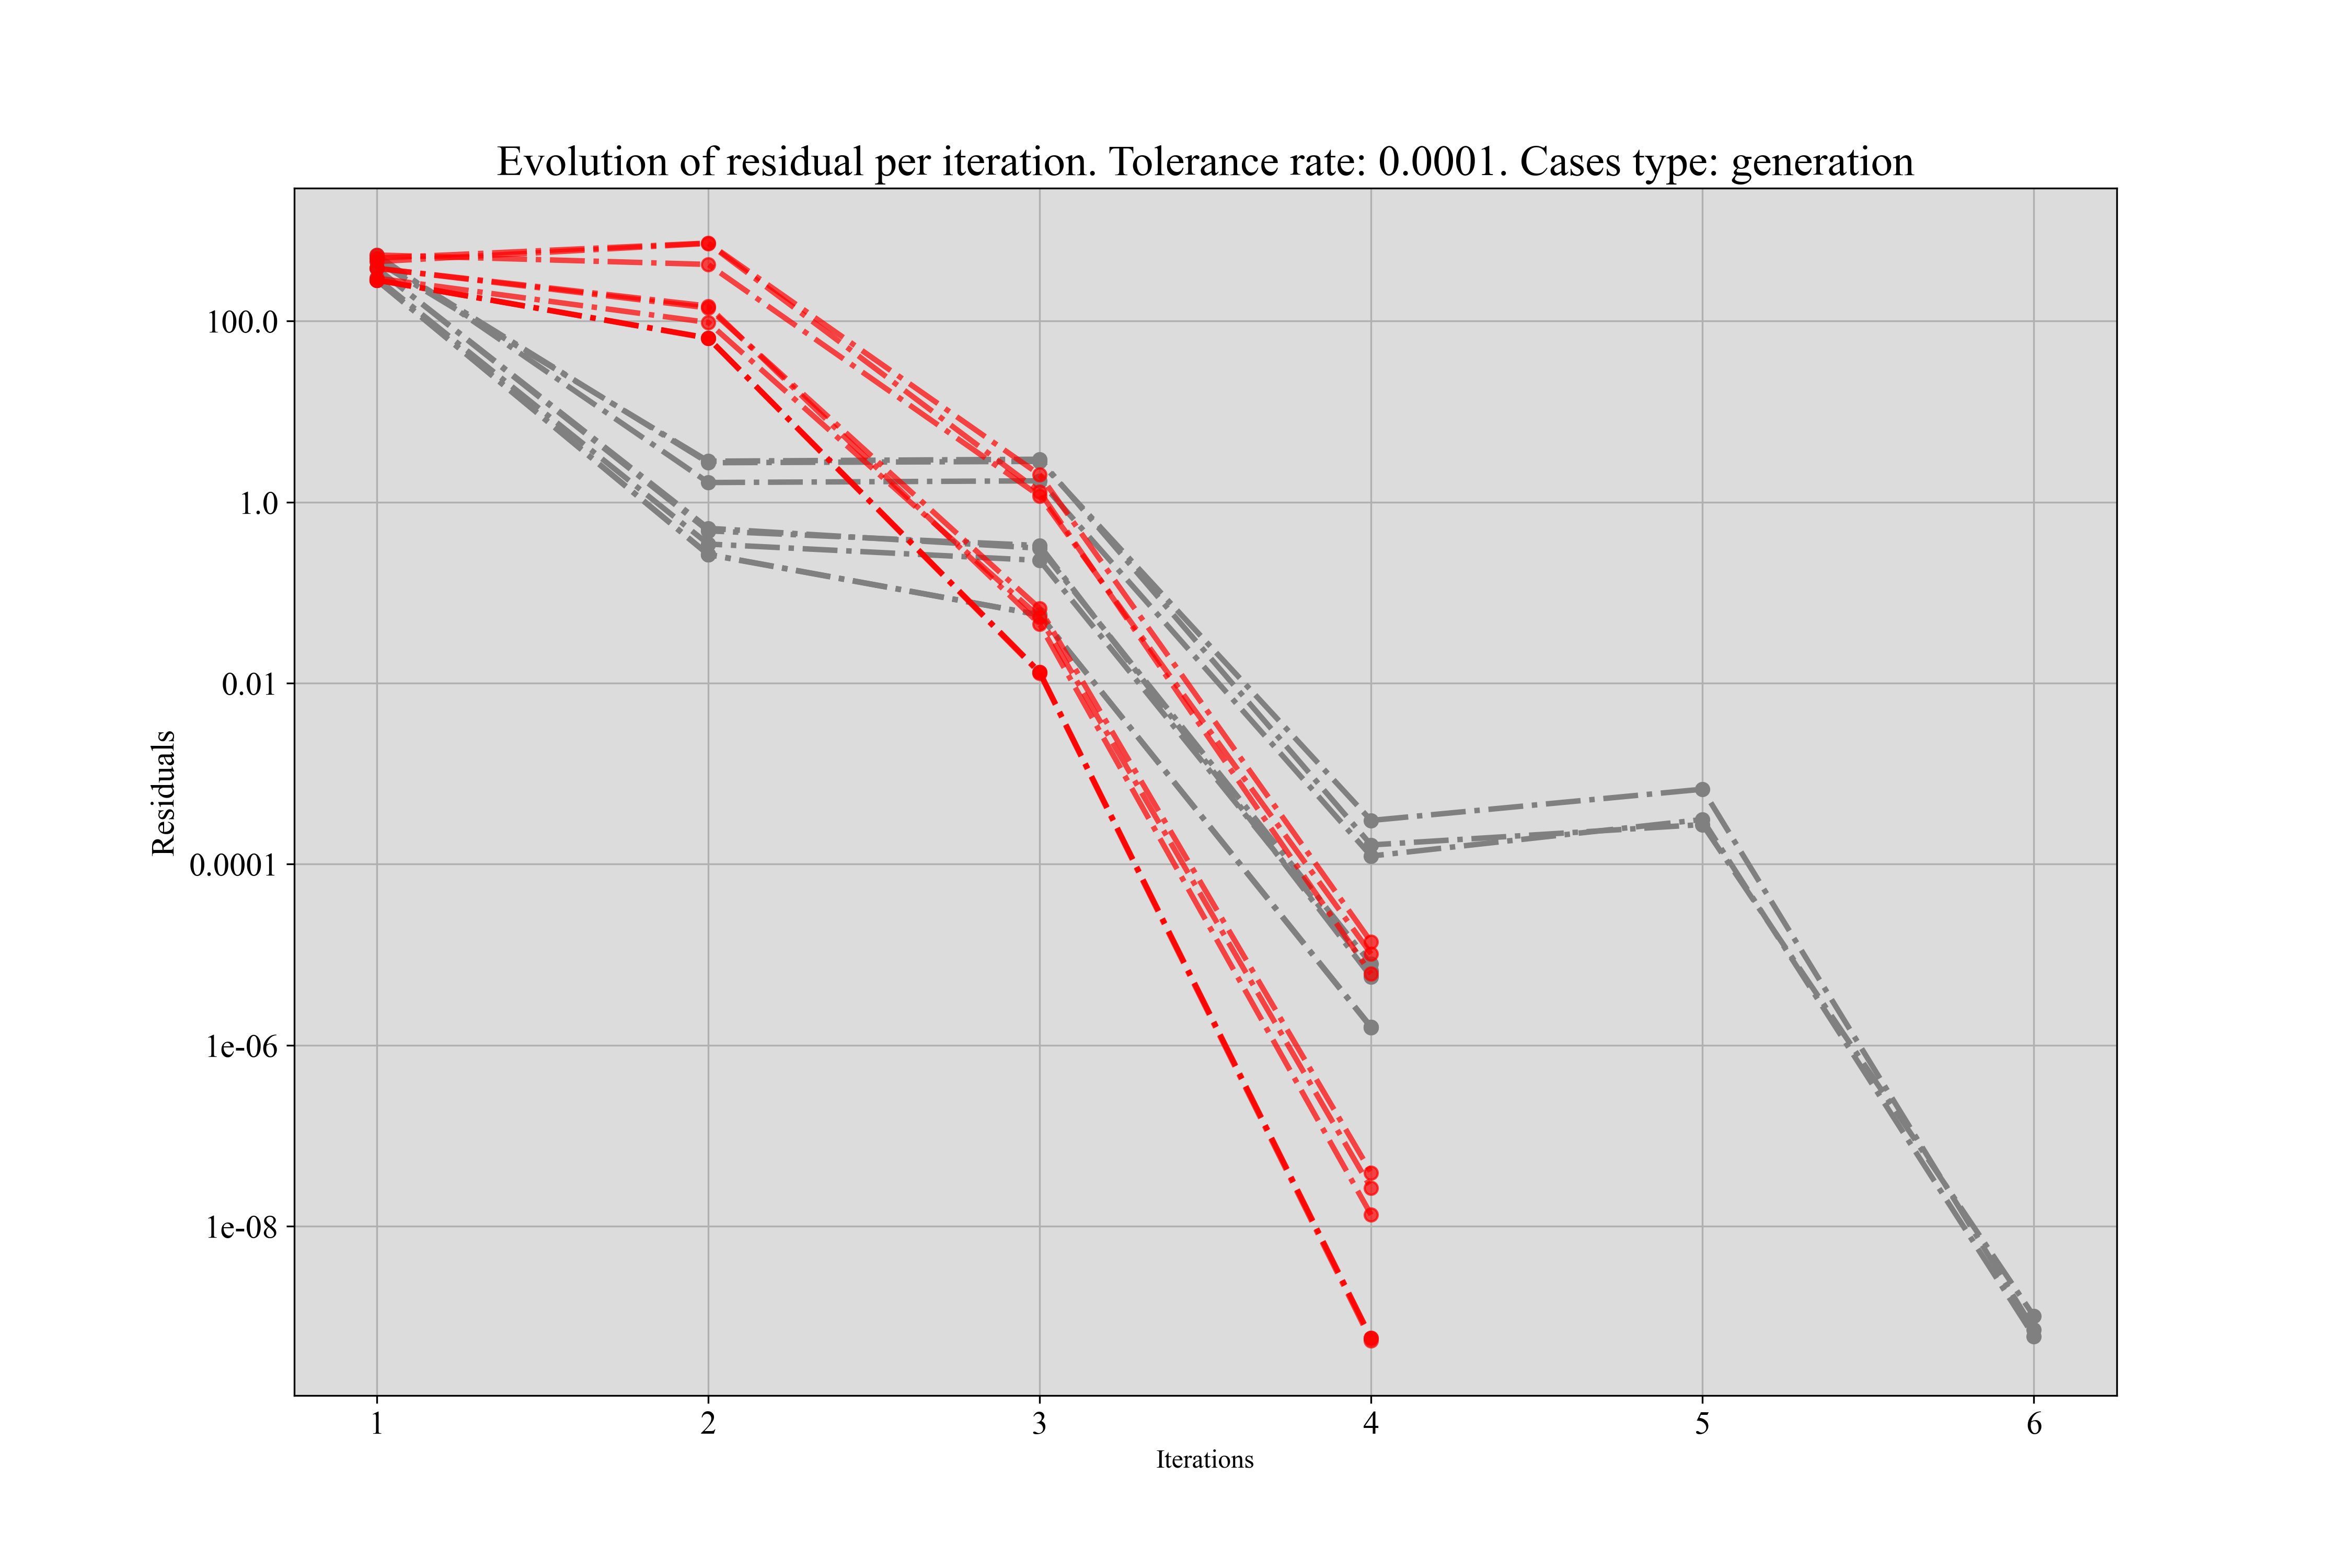 Evolution of residual per iteration. Tolerance rate: 0.0001. Cases type: generation
100.0
1.0
0.01
0.0001
1e-06
1e-08
Residuals
1 2 3 4 5 6
Iterations